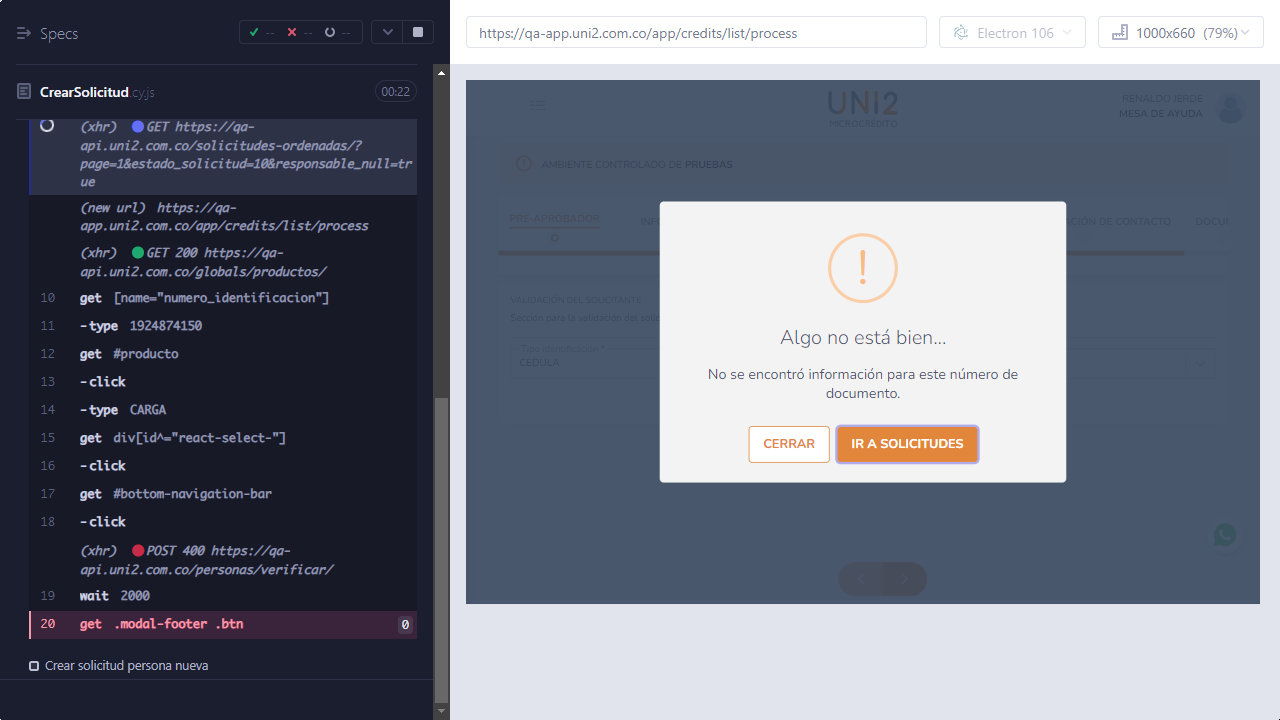 Specs
--
--
--
CrearSolicitud.cy.js
00:22
(xhr) GET https://qa-
api.uni2.com.co/solicitudes-ordenadas/?
page=1&estado_solicitud=10&responsable_null=tr
ue
(new url) https://qa-
app.uni2.com.co/app/credits/list/process
(xhr) GET 200 https://qa-
api.uni2.com.co/globals/productos/
10 get [name="numero_identificacion"]
11 -type 1924874150
12 get #producto
13 -click
14 -type CARGA
15 get div[id^="react-select-"]
16 -click
17 get #bottom-navigation-bar
18 -click
(xhr) POST 400 https://qa-
api.uni2.com.co/personas/verificar/
19 wait 2000
20 get .modal-footer .btn 0
Crear solicitud persona nueva
https://qa-app.uni2.com.co/app/credits/list/process
Electron 106
1000x660 (79%)
UNI2
MICROCRÉDITO
RENALDO IERDE
MESA DE AYUDA
AMBIENTE CONTROLADO DE PRUEBAS
PRE-APROBADOR
CIÓN DE CONTACTO
DOCUM
VALIDACIÓN DEL SOLICITANTE
Sección para la validación del solic
Tipo identificación *
CEDULA
Algo no está bien...
No se encontró información para este número de
documento.
CERRAR
IR A SOLICITUDES